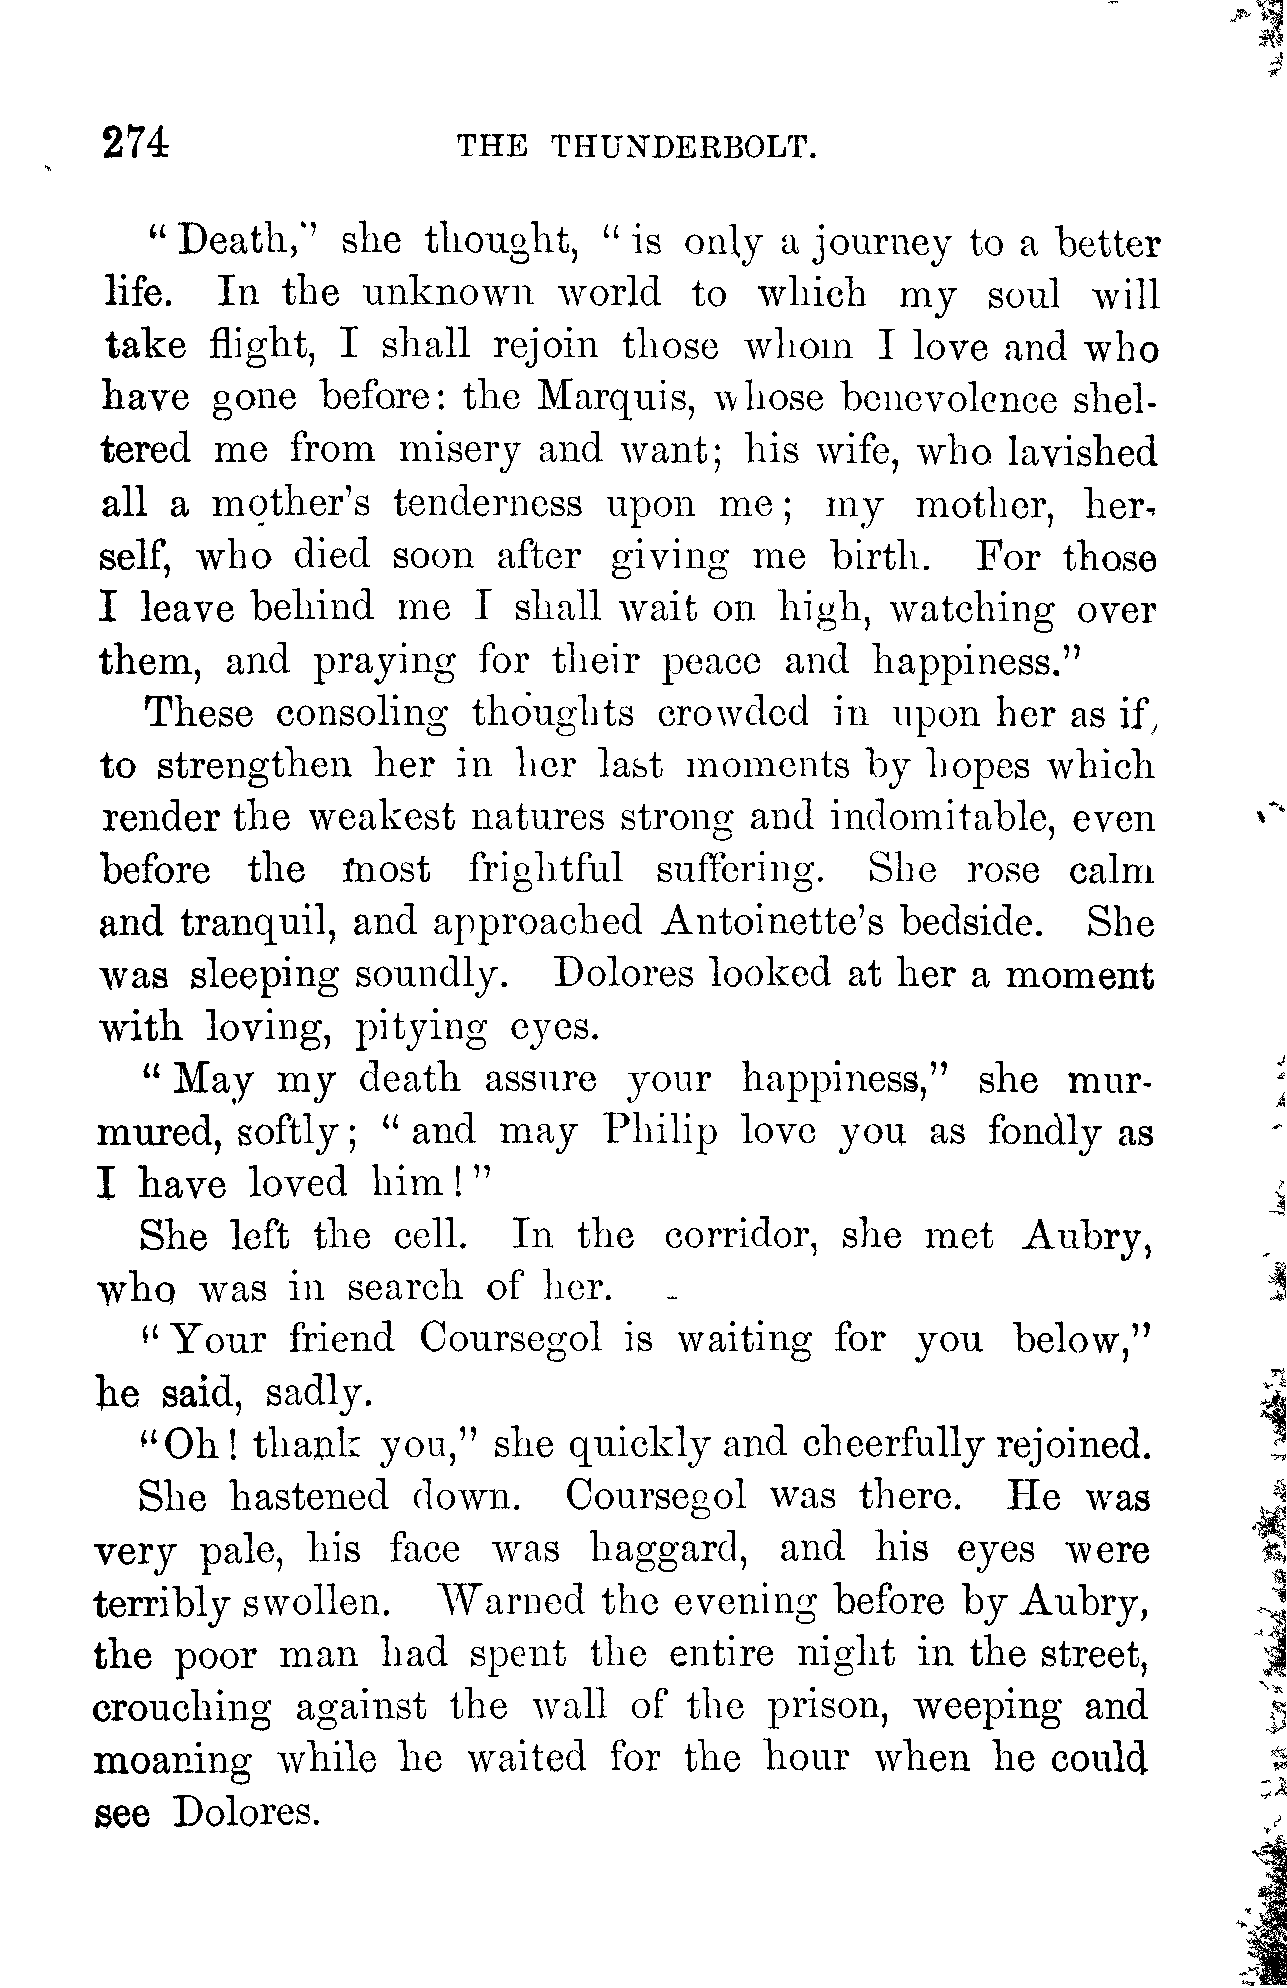 274 THE THUNDERBOLT.
"Death," she thought, "is only a journey to a better
life. In the unknown world to which my soul will
take flight, I shall rejoin those whom I love and who
have gone before: the Marquis, whose benevolence shel-
tered me from misery and want; his wife, who lavished
all a mother's tenderness upon me; my mother, her-
self, who died soon after giving me birth. For those
I leave behind me I shall wait on high, watching over
them, and praying for their peace and happiness."
These consoling thoughts crowded in upon her as if,
to strengthen her in her last moments by hopes which
render the weakest natures strong and indomitable, even
before the most frightful suffering. She rose calm
and tranquil, and approached Antoinette's bedside. She
was sleeping soundly. Dolores looked at her a moment
with loving, pitying eyes.
"May my death assure your happiness," she mur-
mured, softly; "and may Philip love you as fondly as
I have loved him!"
She left the cell. In the corridor, she met Aubry,
who was in search of her.
"Your friend Coursegol is waiting for you below,"
he said, sadly.
"Oh! thank you," she quickly and cheerfully rejoined.
She hastened down. Coursegol was there. He was
very pale, his face was haggard, and his eyes were
terribly swollen. Warned the evening before by Aubry,
the poor man had spent the entire night in the street,
crouching against the wall of the prison, weeping and
moaning while he waited for the hour when he could
see Dolores.